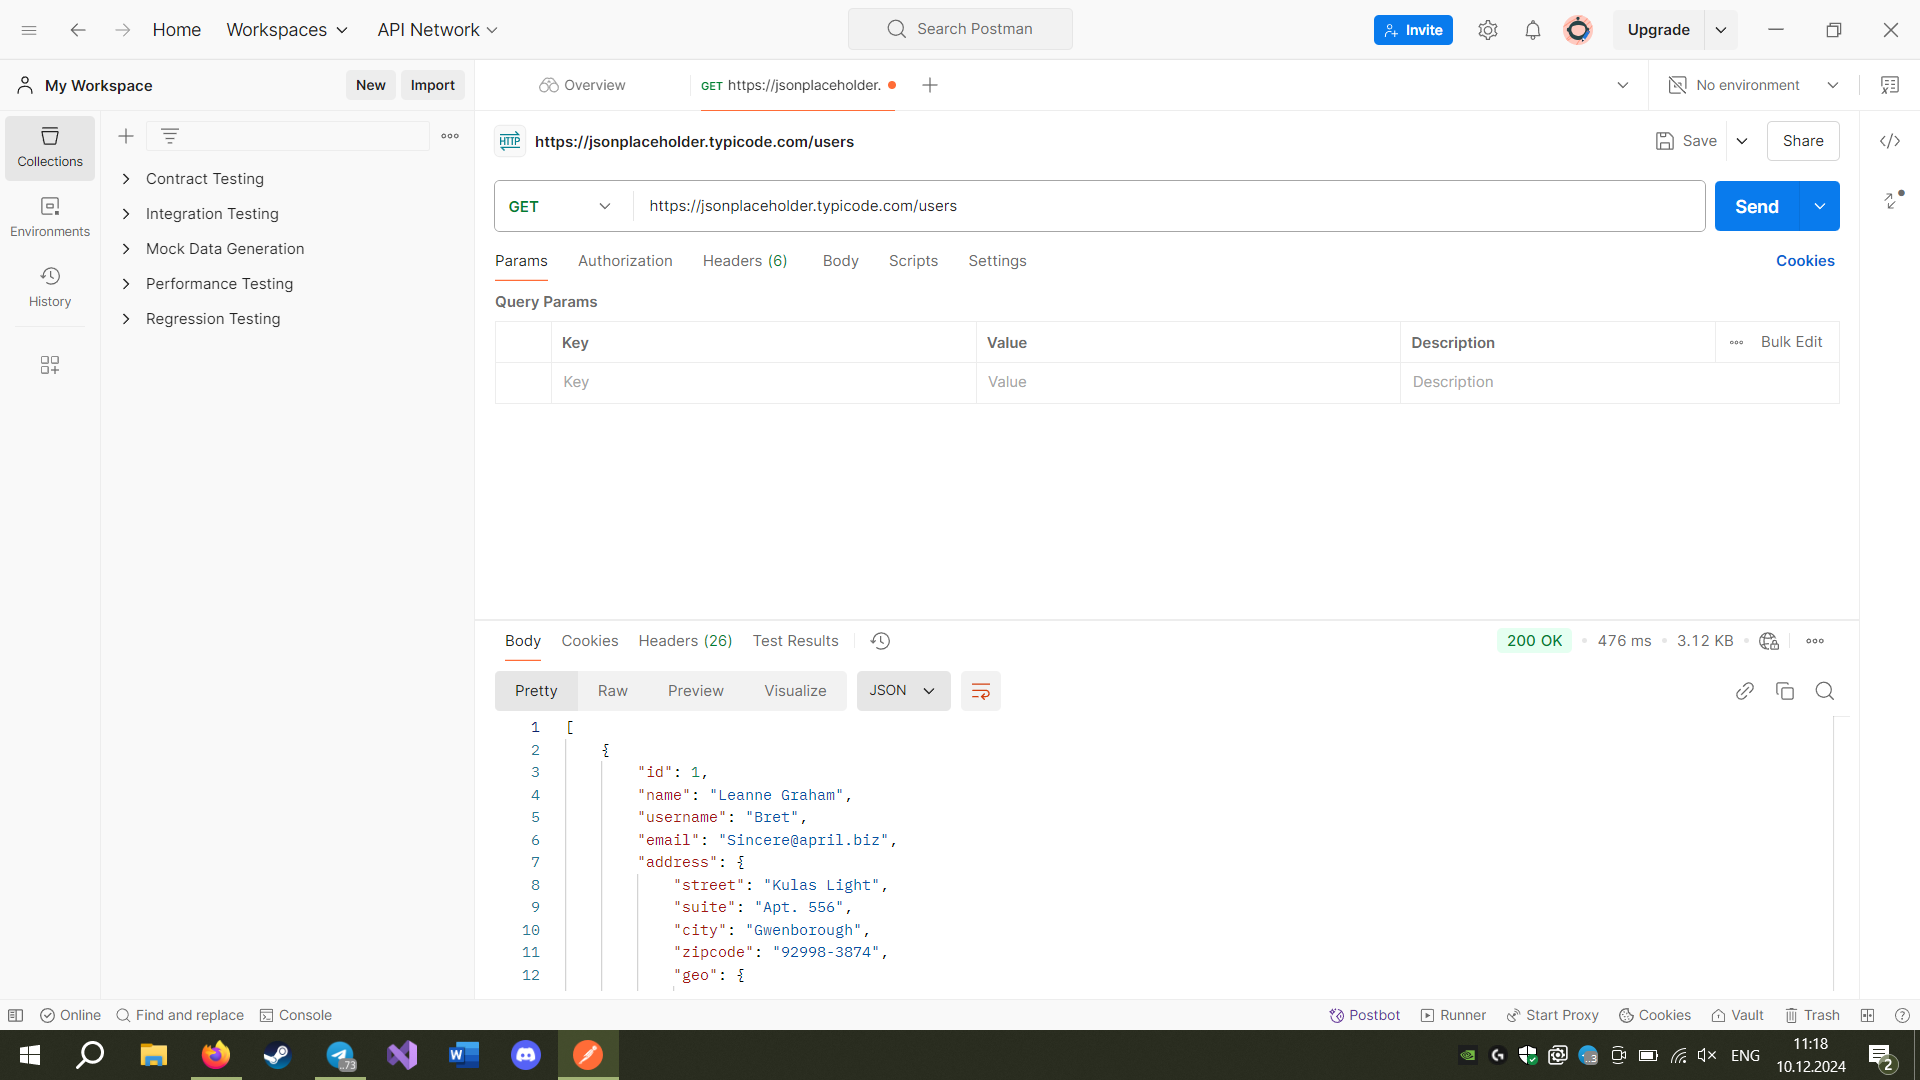 Home Workspaces API Network Search Postman Invite Upgrade
My Workspace New Import Overview GET https://jsonplaceholder. No environment
Collections
Environments
History
Contract Testing
Integration Testing
Mock Data Generation
Performance Testing
Regression Testing
HTTP https://jsonplaceholder.typicode.com/users Save Share
GET https://jsonplaceholder.typicode.com/users Send
Params Authorization Headers (6) Body Scripts Settings Cookies
Query Params
Key Value Description Bulk Edit
Key Value Description
Body Cookies Headers (26) Test Results 200 OK 476 ms 3.12 KB
Pretty Raw Preview Visualize JSON
1 [
2 {
3 "id": 1,
4 "name": "Leanne Graham",
5 "username": "Bret",
6 "email": "Sincere@april.biz",
7 "address": {
8 "street": "Kulas Light",
9 "suite": "Apt. 556",
10 "city": "Gwenborough",
11 "zipcode": "92998-3874",
12 "geo": {
Online Find and replace Console Postbot Runner Start Proxy Cookies Vault Trash
..73 W ..3 ENG 11:18
10.12.2024 2